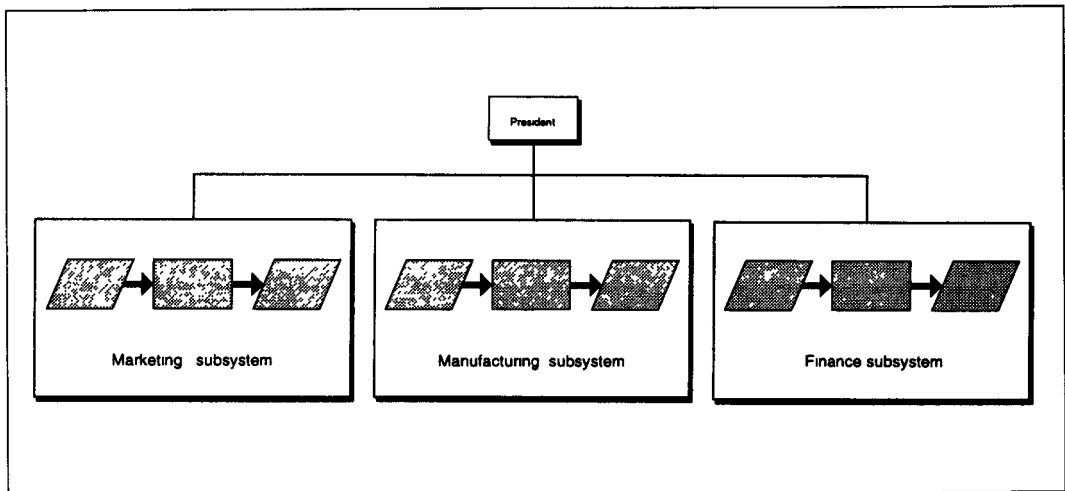 President
Marketing subsystem
Manufacturing subsystem
Finance subsystem